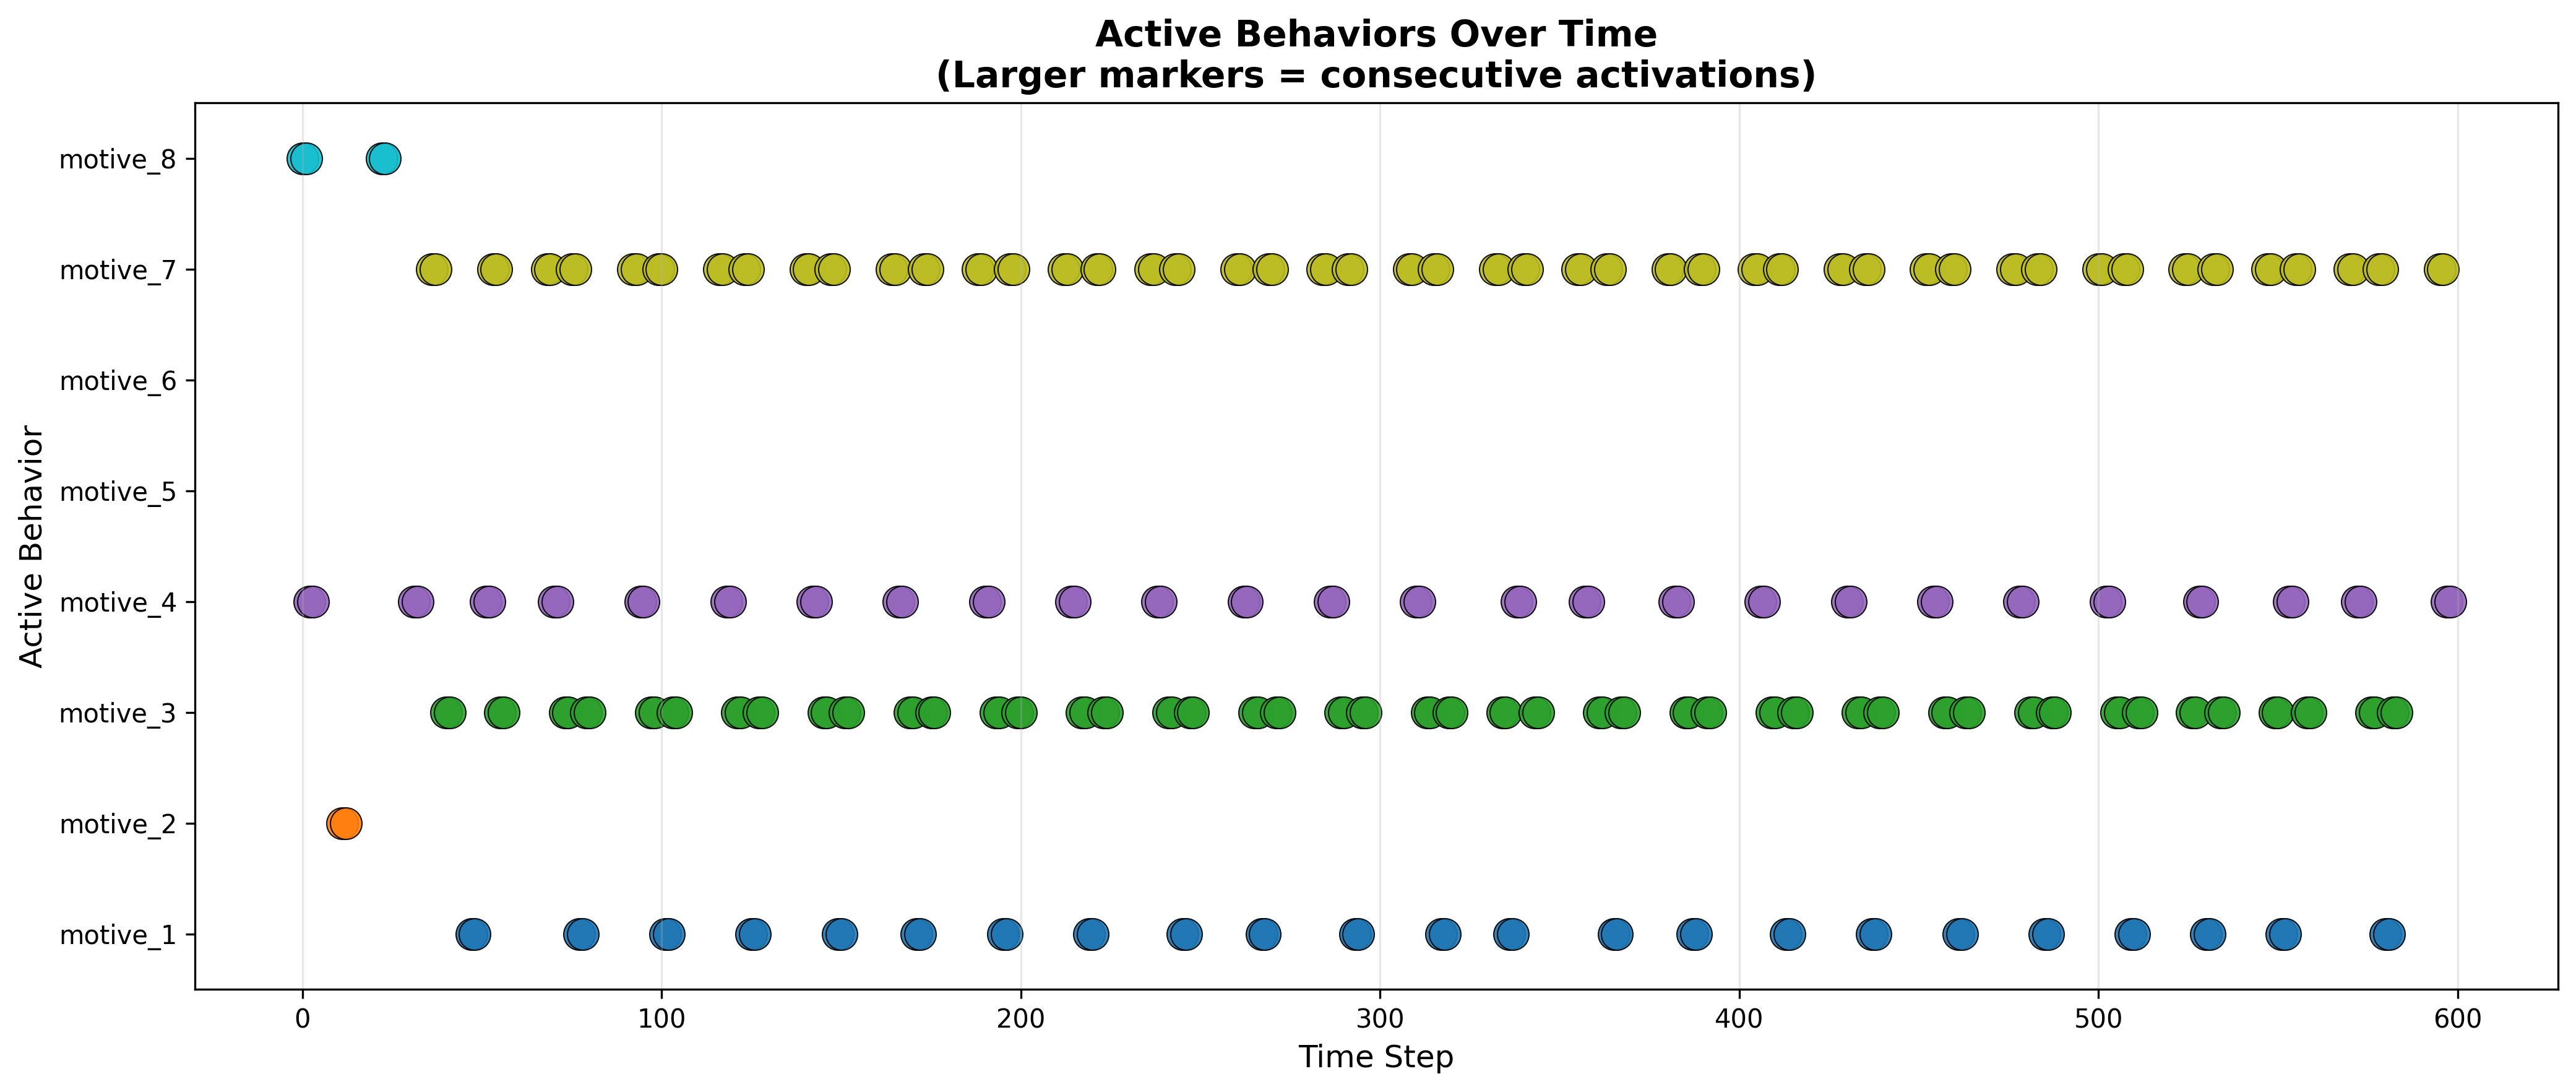 Active Behaviors Over Time
(Larger markers = consecutive activations)
Active Behavior
motive_8
motive_7
motive_6
motive_5
motive_4
motive_3
motive_2
motive_1
0 100 200 300 400 500 600
Time Step